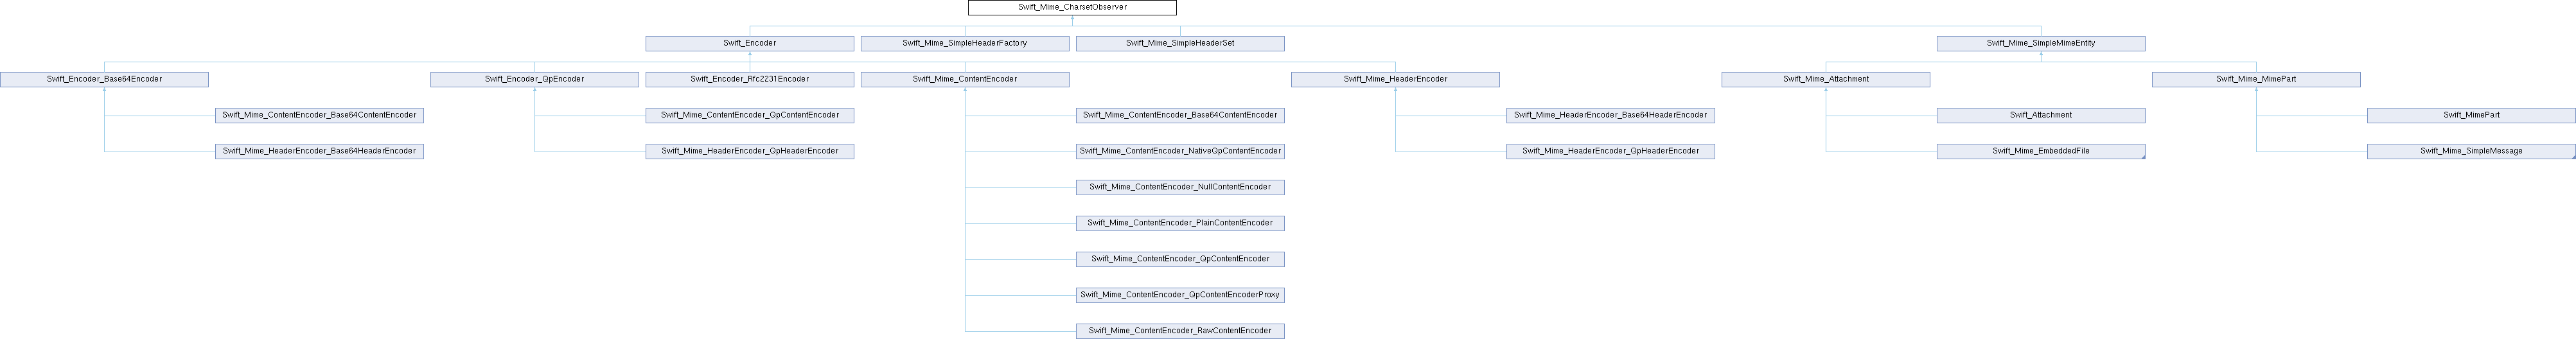 Swift_Mime_CharsetObserver
Swift_Encoder
Swift_Mime_SimpleHeaderFactory
Swift_Mime_SimpleHeaderSet
Swift_Mime_SimpleMimeEntity
Swift_Encoder_Base64Encoder
Swift_Encoder_QpEncoder
Swift_Encoder_Rfc2231Encoder
Swift_Mime_ContentEncoder
Swift_Mime_HeaderEncoder
Swift_Mime_Attachment
Swift_Mime_MimePart
Swift_Mime_ContentEncoder_Base64ContentEncoder
Swift_Mime_ContentEncoder_QpContentEncoder
Swift_Mime_ContentEncoder_Base64ContentEncoder
Swift_Mime_HeaderEncoder_Base64HeaderEncoder
Swift_Attachment
Swift_MimePart
Swift_Mime_HeaderEncoder_Base64HeaderEncoder
Swift_Mime_HeaderEncoder_QpHeaderEncoder
Swift_Mime_ContentEncoder_NativeQpContentEncoder
Swift_Mime_HeaderEncoder_QpHeaderEncoder
Swift_Mime_EmbeddedFile
Swift_Mime_SimpleMessage
Swift_Mime_ContentEncoder_NullContentEncoder
Swift_Mime_ContentEncoder_PlainContentEncoder
Swift_Mime_ContentEncoder_QpContentEncoder
Swift_Mime_ContentEncoder_QpContentEncoderProxy
Swift_Mime_ContentEncoder_RawContentEncoder